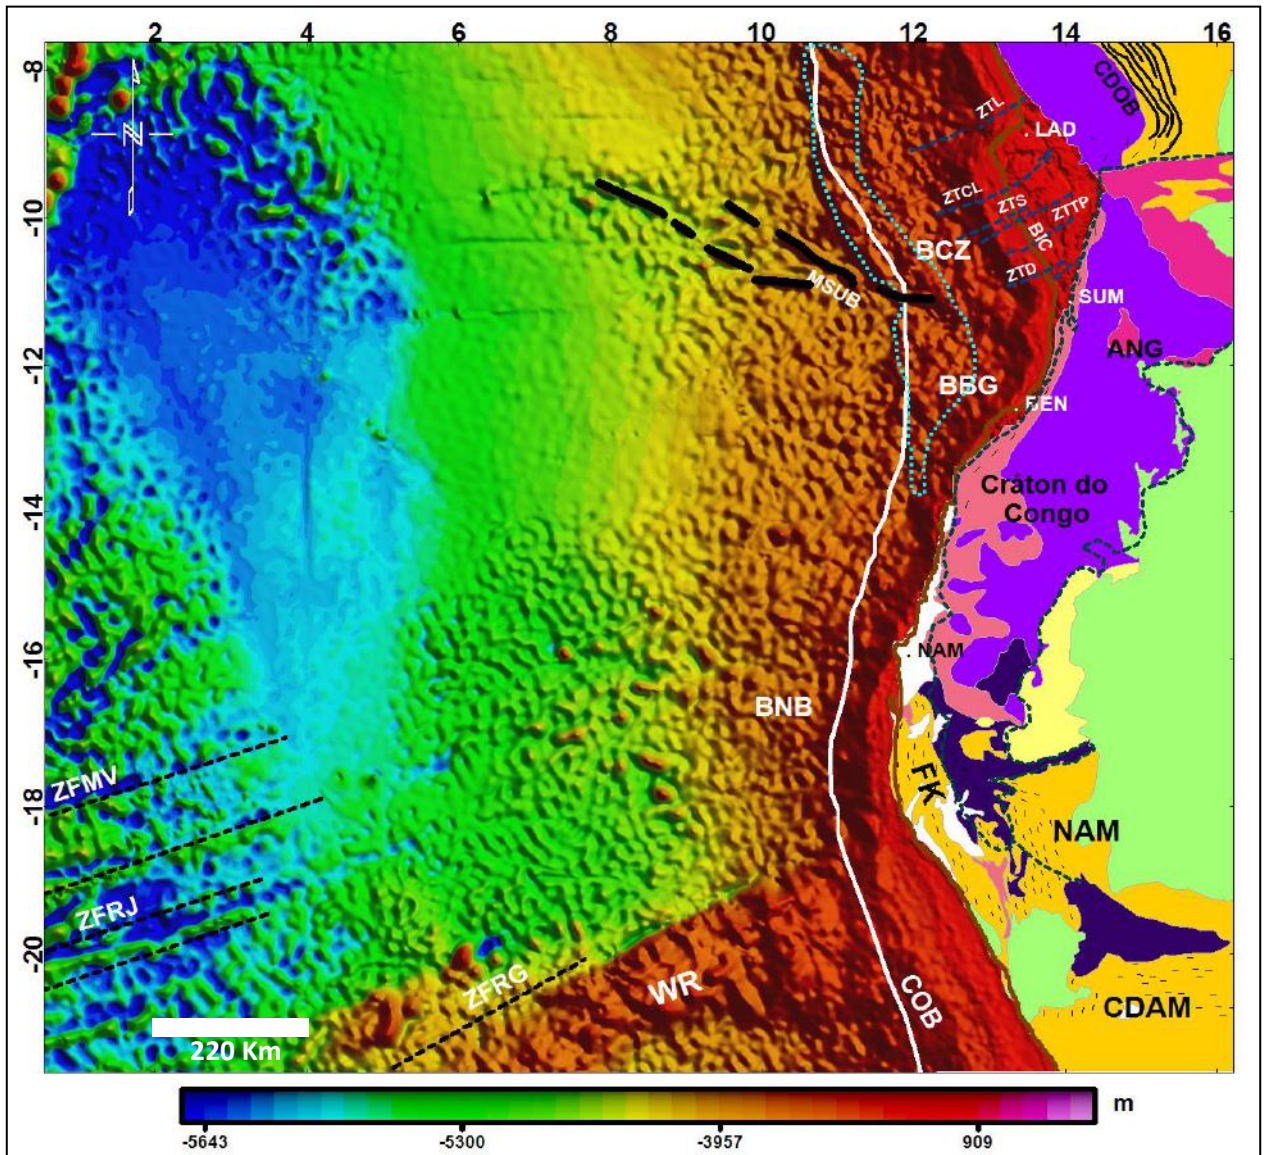 2 4 6 8 10 12 14 16
-8
-10
-12
-14
-16
-18
-20
N
CDOB
ZTL
. LAD
ZTCL
ZTS
ZTTP
BIC
BCZ
ZTD
MSUB
SUM
ANG
BBG
. BEN
Cráton do
Congo
. NAM
BNB
ZFMV
FK
NAM
ZFRJ
ZFRG
WR
COB
CDAM
220 Km
m
-5643 -5300 -3957 909